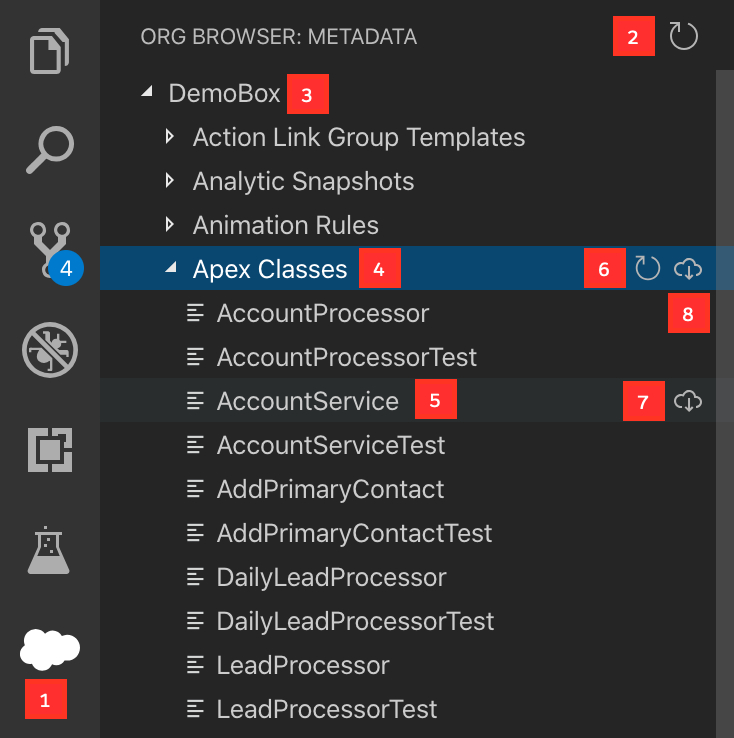 ORG BROWSER: METADATA 2
DemoBox 3
Action Link Group Templates
Analytic Snapshots
Animation Rules
4
Apex Classes 4 6
AccountProcessor 8
AccountProcessorTest
AccountService 5 7
AccountServiceTest
AddPrimaryContact
AddPrimaryContactTest
DailyLeadProcessor
DailyLeadProcessorTest
LeadProcessor
1
LeadProcessorTest